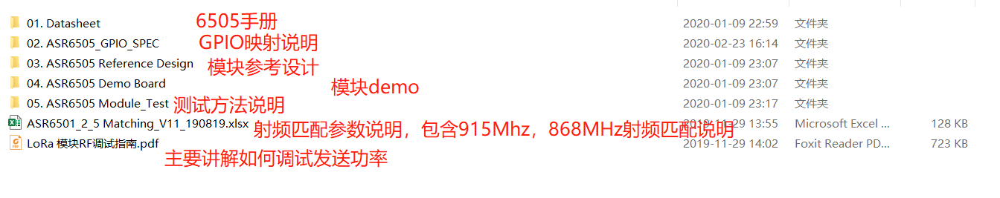 01. Datasheet 6505手册 2020-01-09 22:59 文件夹
02. ASR6505_GPIO_SPEC GPIO映射说明 2020-02-23 16:14 文件夹
03. ASR6505 Reference Design 模块参考设计 2020-01-09 23:07 文件夹
04. ASR6505 Demo Board 模块demo 2020-01-09 23:07 文件夹
05. ASR6505 Module_Test 测试方法说明 2020-01-09 23:17 文件夹
ASR6501_2_5 Matching_V11_190819.xlsx 射频匹配参数说明，包含915Mhz，868MHz射频匹配说明 2019-11-29 13:55 Microsoft Excel ... 128 KB
LoRa 模块RF调试指南.pdf 2019-11-29 14:02 Foxit Reader PD... 723 KB
主要讲解如何调试发送功率